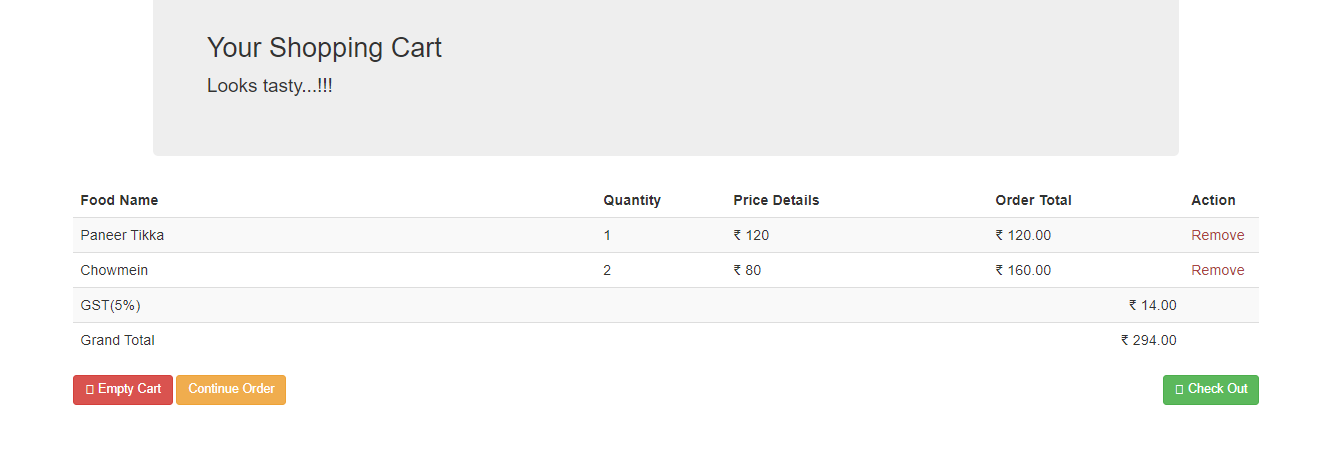 Your Shopping Cart
Looks tasty...!!!
Food Name Quantity Price Details Order Total Action
Paneer Tikka 1 ₹ 120 ₹ 120.00 Remove
Chowmein 2 ₹ 80 ₹ 160.00 Remove
GST(5%) ₹ 14.00
Grand Total ₹ 294.00
Empty Cart Continue Order Check Out